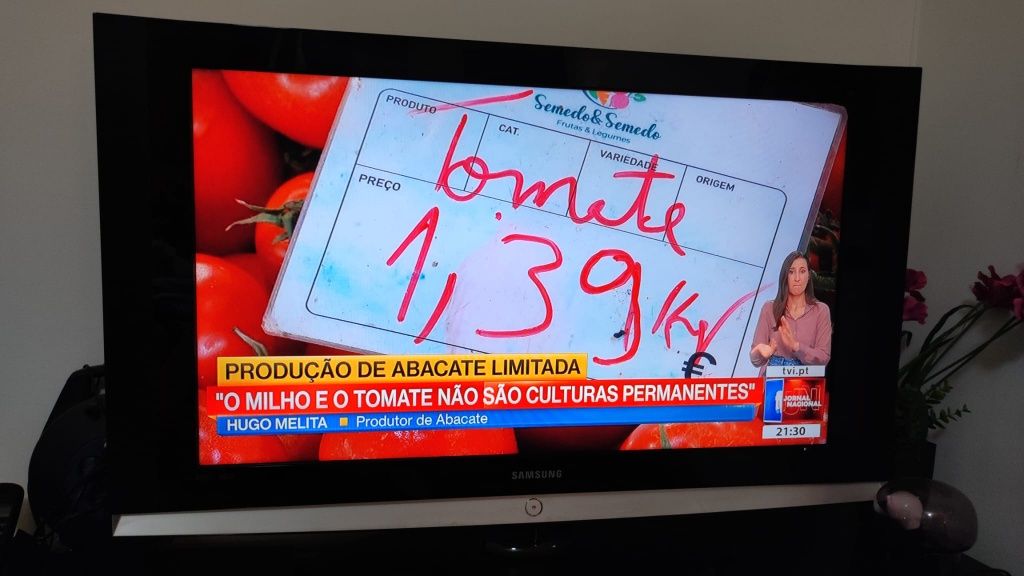 Semedo&Semedo
Frutas & Legumes
PRODUTO
CAT.
VARIEDADE
ORIGEM
Tomate
PREÇO
1,39 Kg
€
tvi.pt
PRODUÇÃO DE ABACATE LIMITADA
"O MILHO E O TOMATE NÃO SÃO CULTURAS PERMANENTES"
HUGO MELITA Produtor de Abacate
JORNAL
NACIONAL
21:30
SAMSUNG